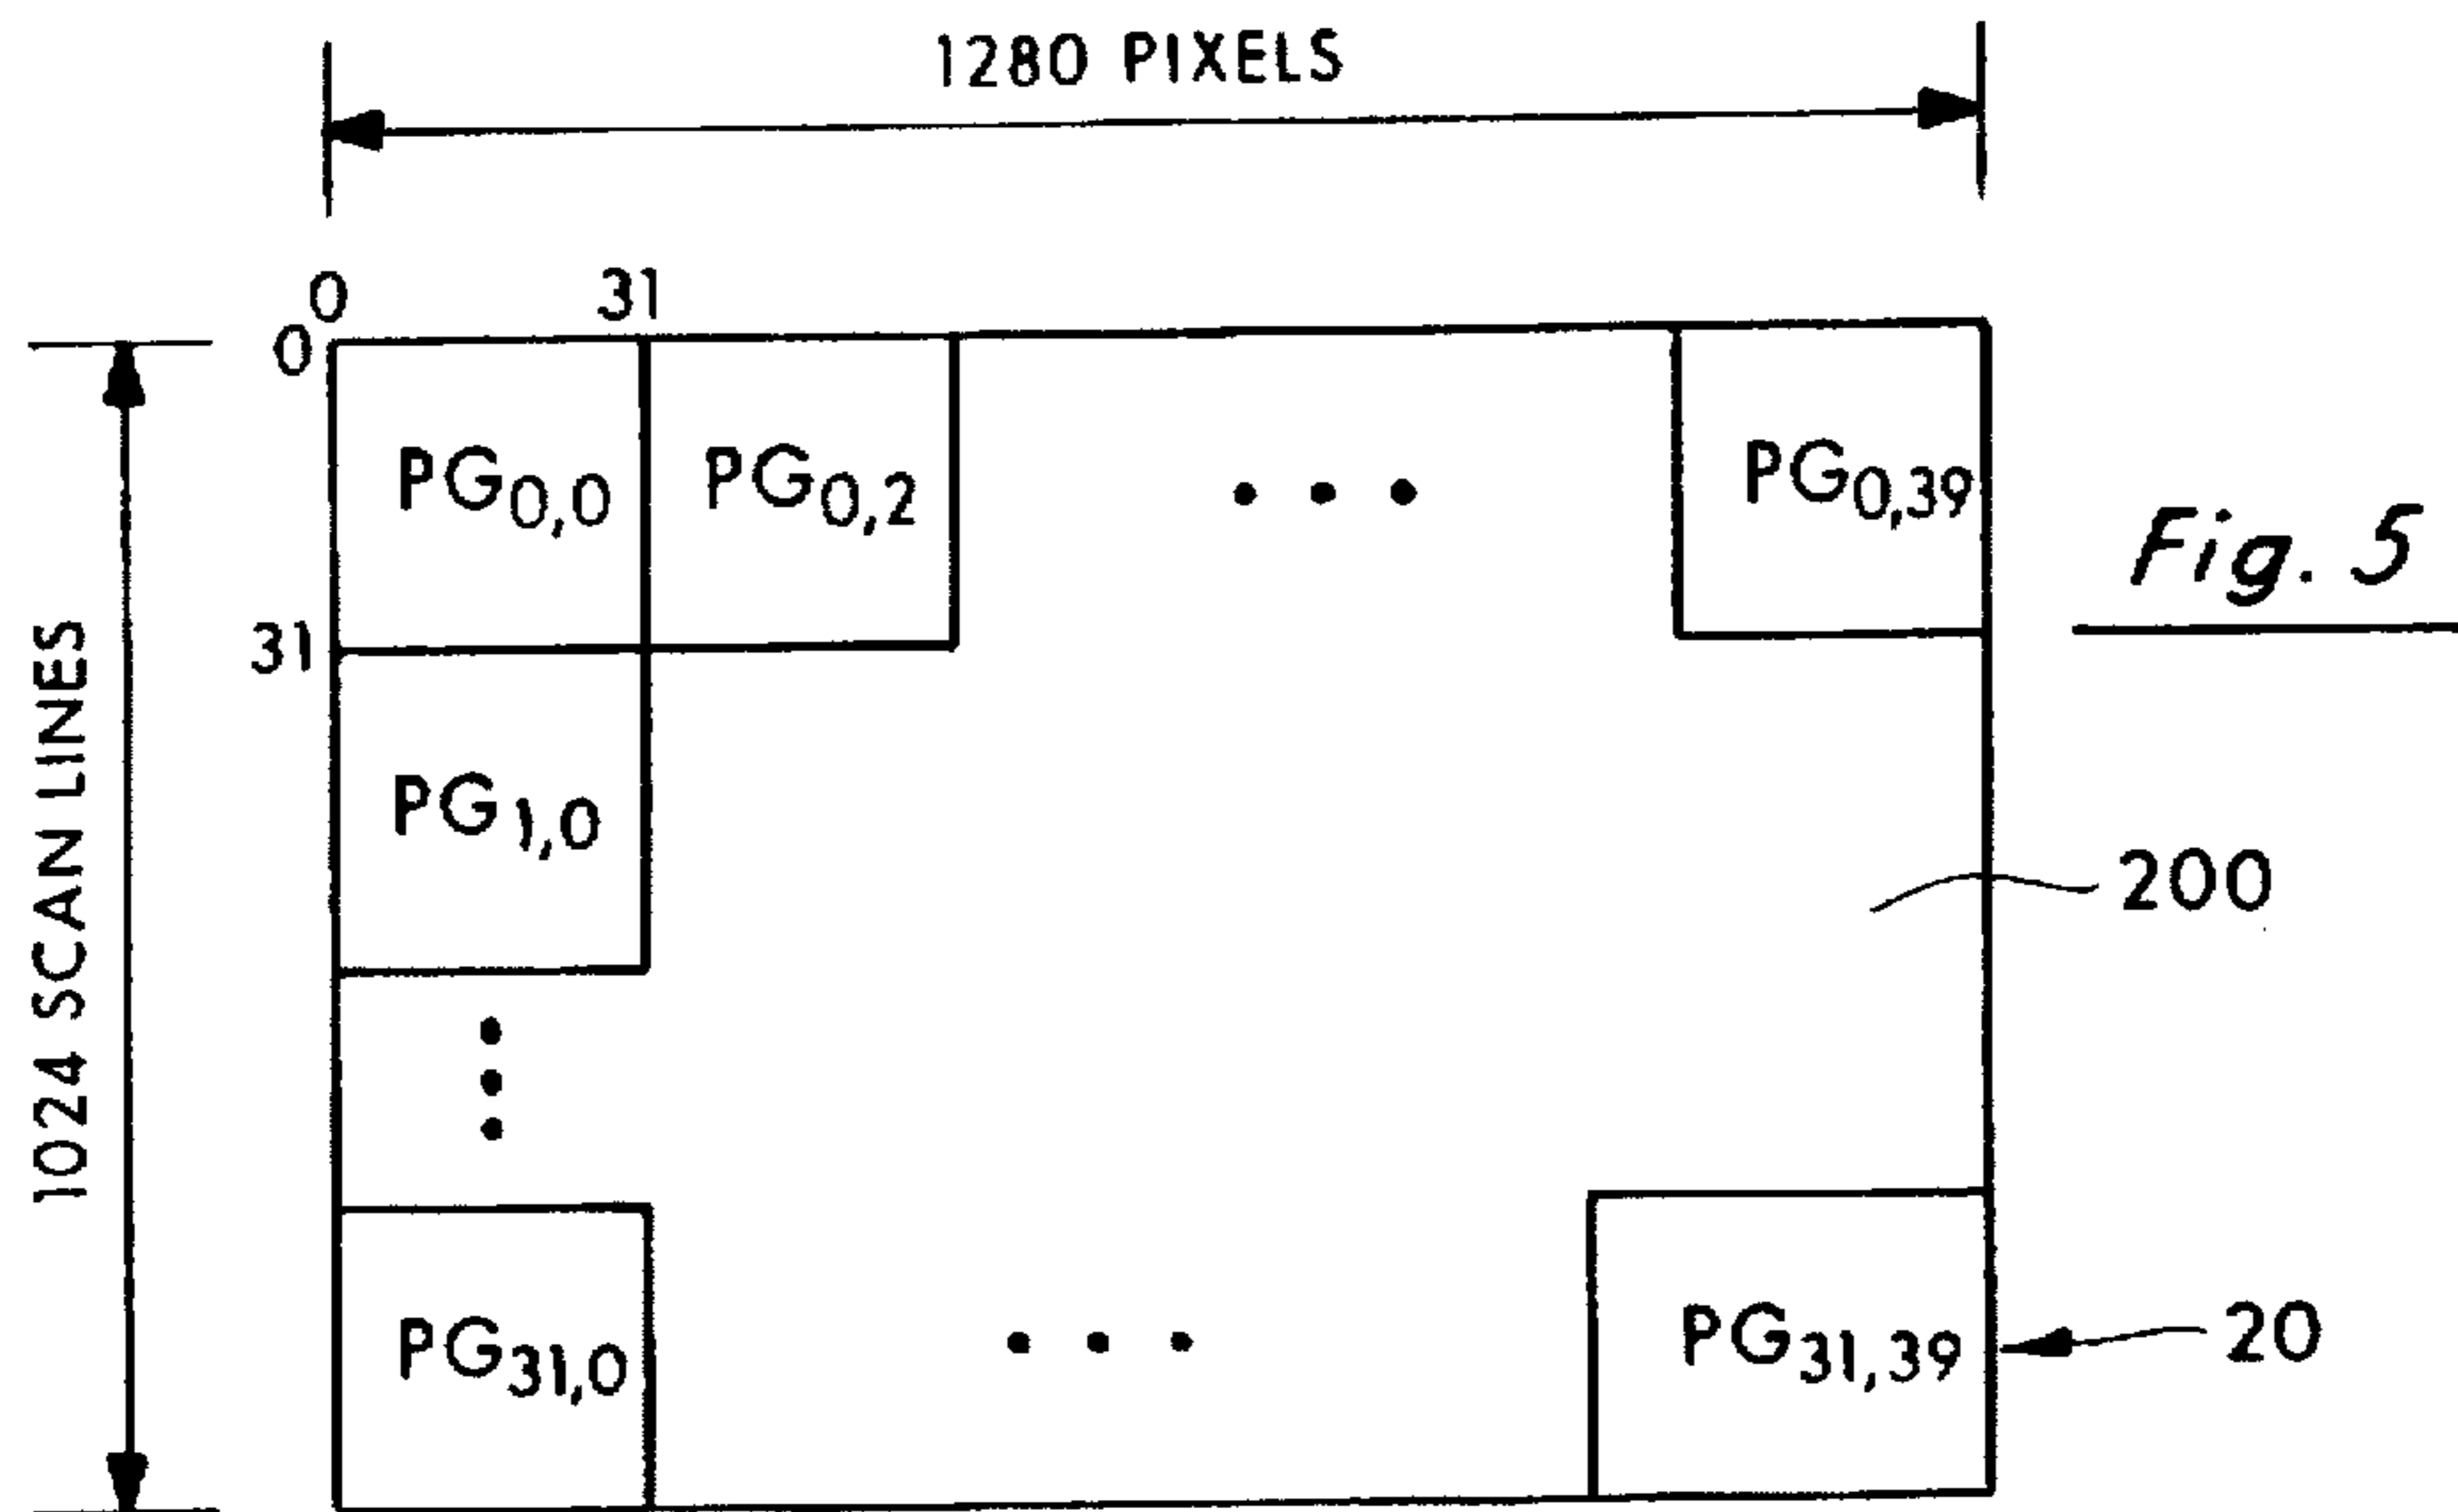 1280 PIXELS
0 31
0
PG0,0 PG0,2 • • • PG0,39
Fig. 5
31
1024 SCAN LINES
PG1,0
200
PG31,0 • • • PG31,39
20